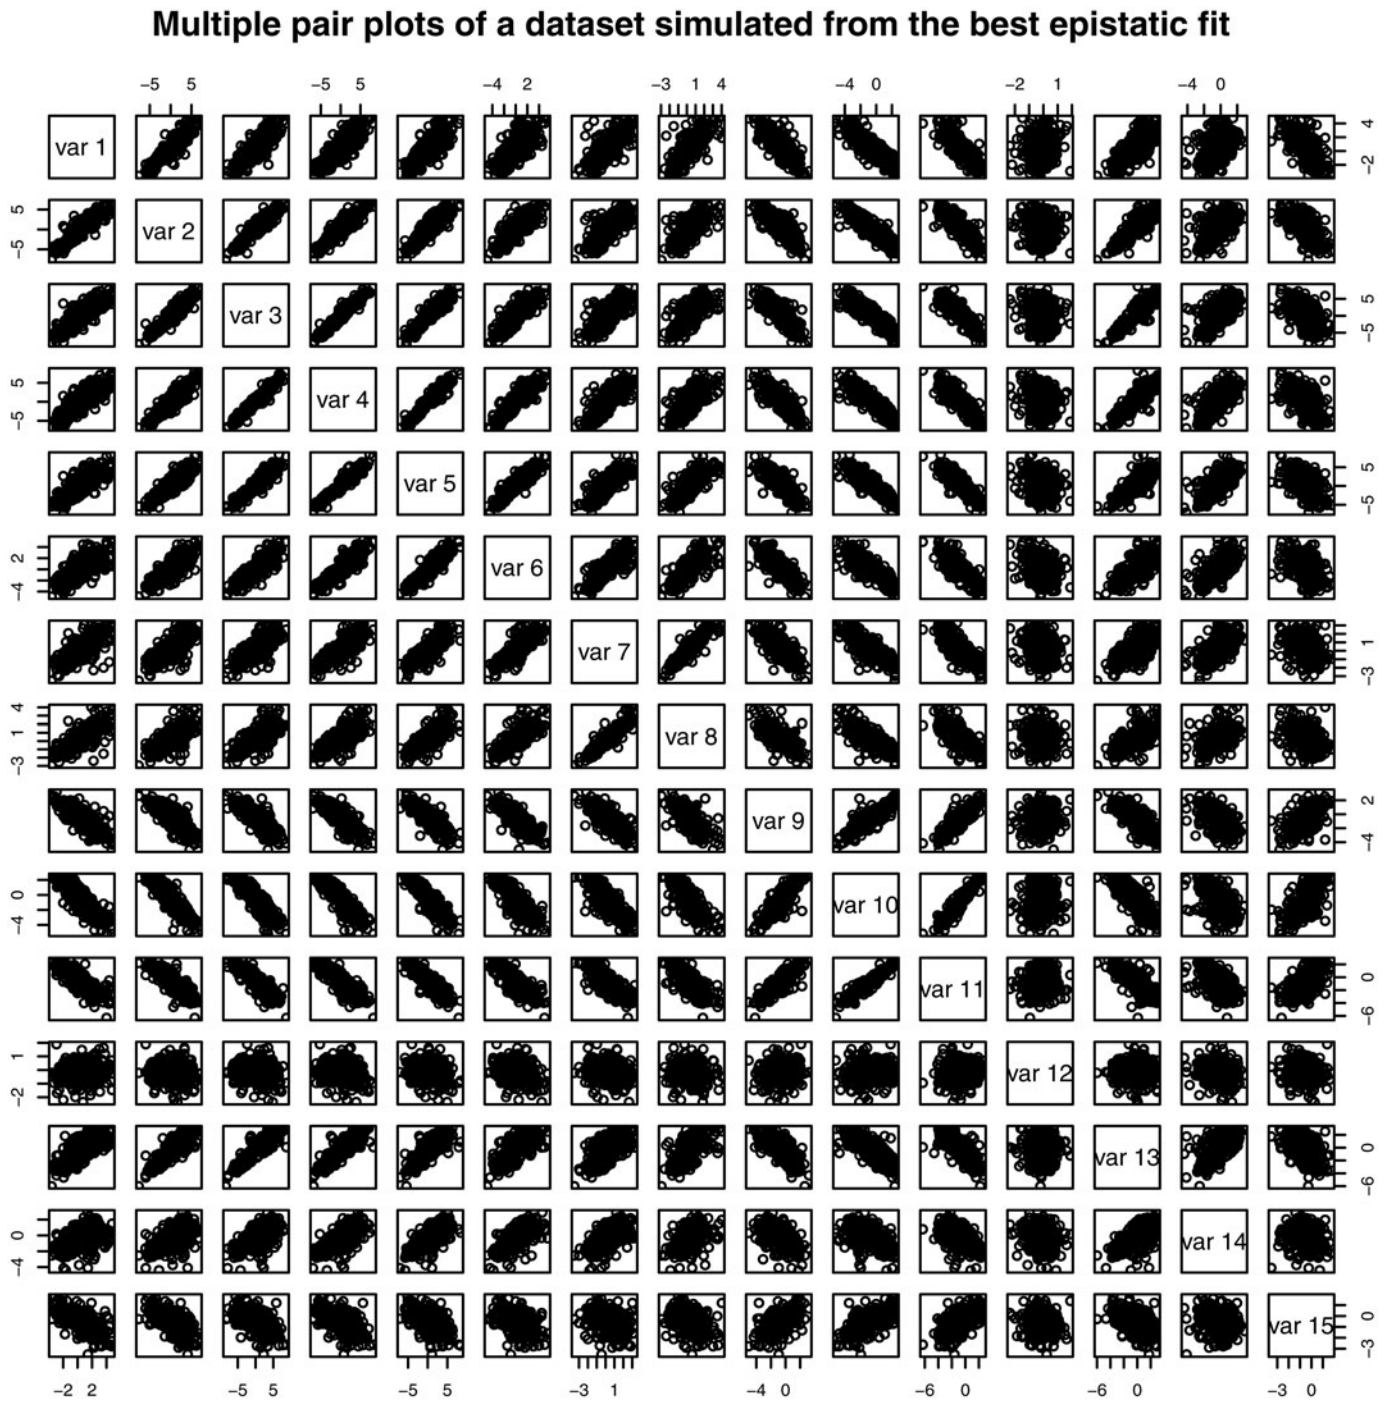 Multiple pair plots of a dataset simulated from the best epistatic fit
−5 5 −5 5 −4 2 −3 1 4 −4 0 −2 1 −4 0
var 1 4 −2
5 −5 var 2
var 3 5 −5
5 −5 var 4
var 5 5 −5
2 −4 var 6
var 7 1 −3
4 1 −3 var 8
var 9 2 −4
0 −4 var 10
var 11 0 −6
1 −2 var 12
var 13 0 −6
0 −4 var 14
var 15 0 −3
−2 2 −5 5 −5 5 −3 1 −4 0 −6 0 −6 0 −3 0